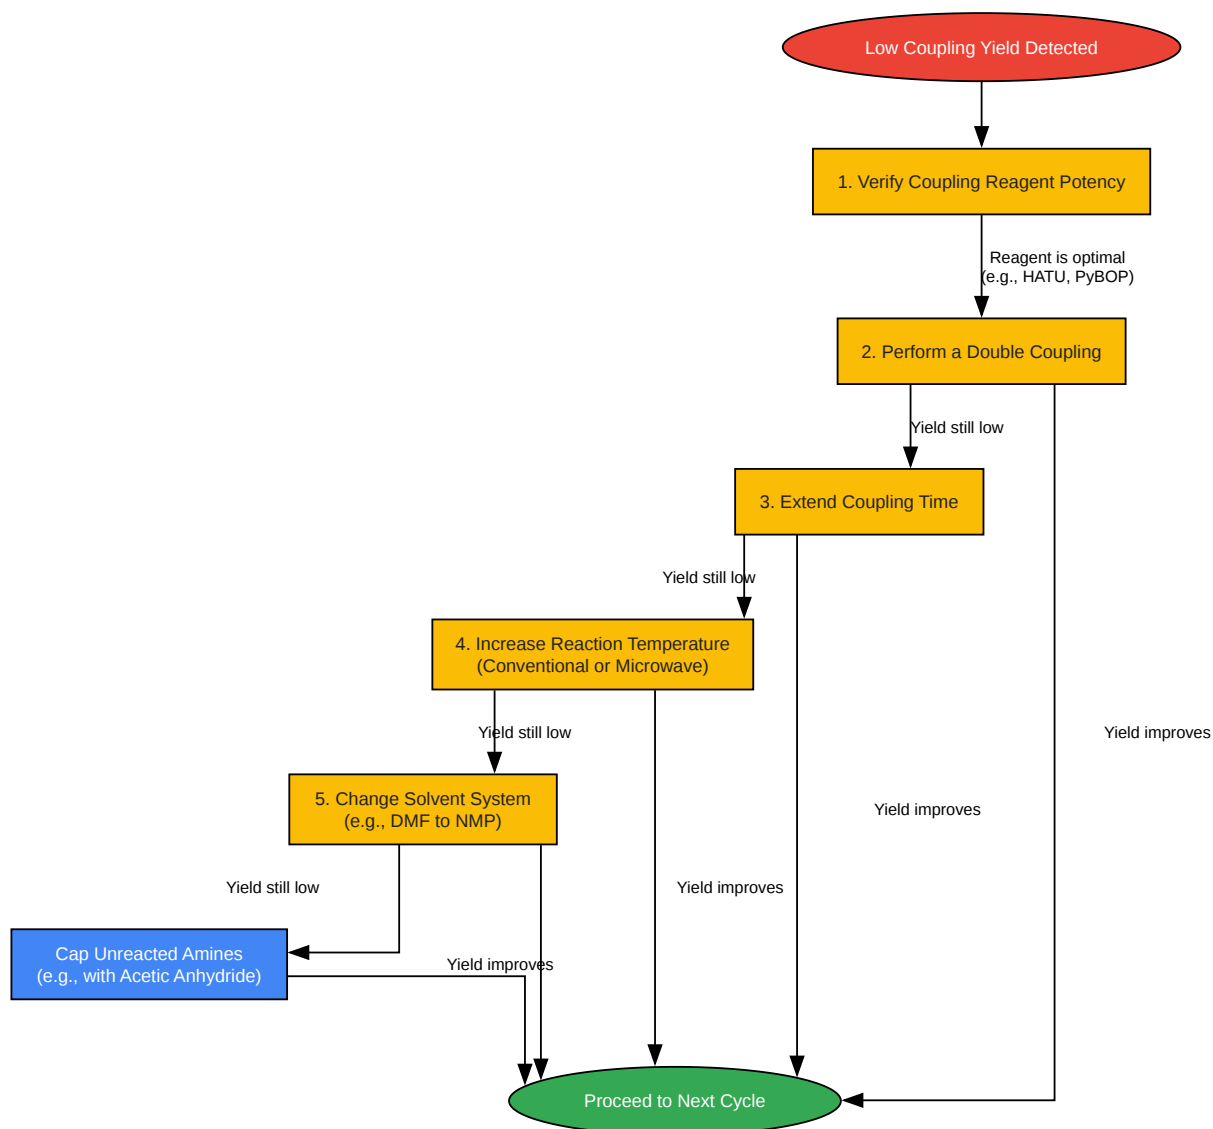 Low Coupling Yield Detected
1. Verify Coupling Reagent Potency
Reagent is optimal
(e.g., HATU, PyBOP)
2. Perform a Double Coupling
Yield still low
3. Extend Coupling Time
Yield still low
4. Increase Reaction Temperature
(Conventional or Microwave)
Yield still low
Yield improves
5. Change Solvent System
(e.g., DMF to NMP)
Yield improves
Yield still low
Yield improves
Cap Unreacted Amines
(e.g., with Acetic Anhydride)
Yield improves
Proceed to Next Cycle